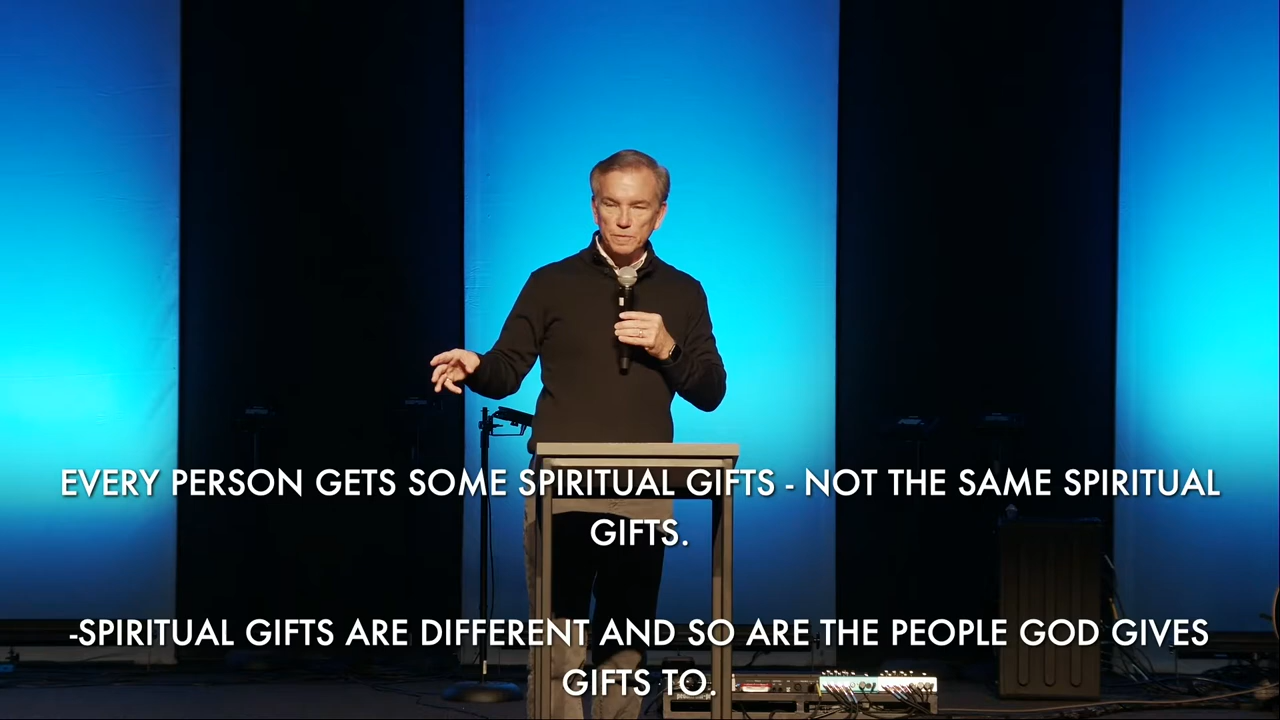 EVERY PERSON GETS SOME SPIRITUAL GIFTS - NOT THE SAME SPIRITUAL
GIFTS.
-SPIRITUAL GIFTS ARE DIFFERENT AND SO ARE THE PEOPLE GOD GIVES
GIFTS TO.